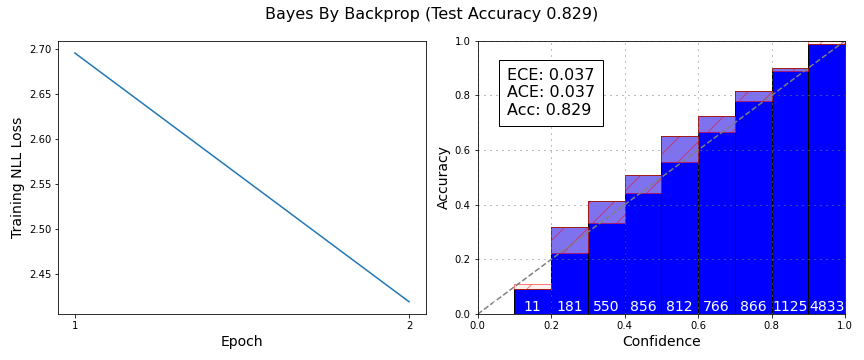 Bayes By Backprop (Test Accuracy 0.829)
Training NLL Loss
2.70
2.65
2.60
2.55
2.50
2.45
1
2
Epoch
Accuracy
1.0
0.8
0.6
0.4
0.2
0.0
ECE: 0.037
ACE: 0.037
Acc: 0.829
11 181 550 856 812 766 866 1125 4833
0.0 0.2 0.4 0.6 0.8 1.0
Confidence